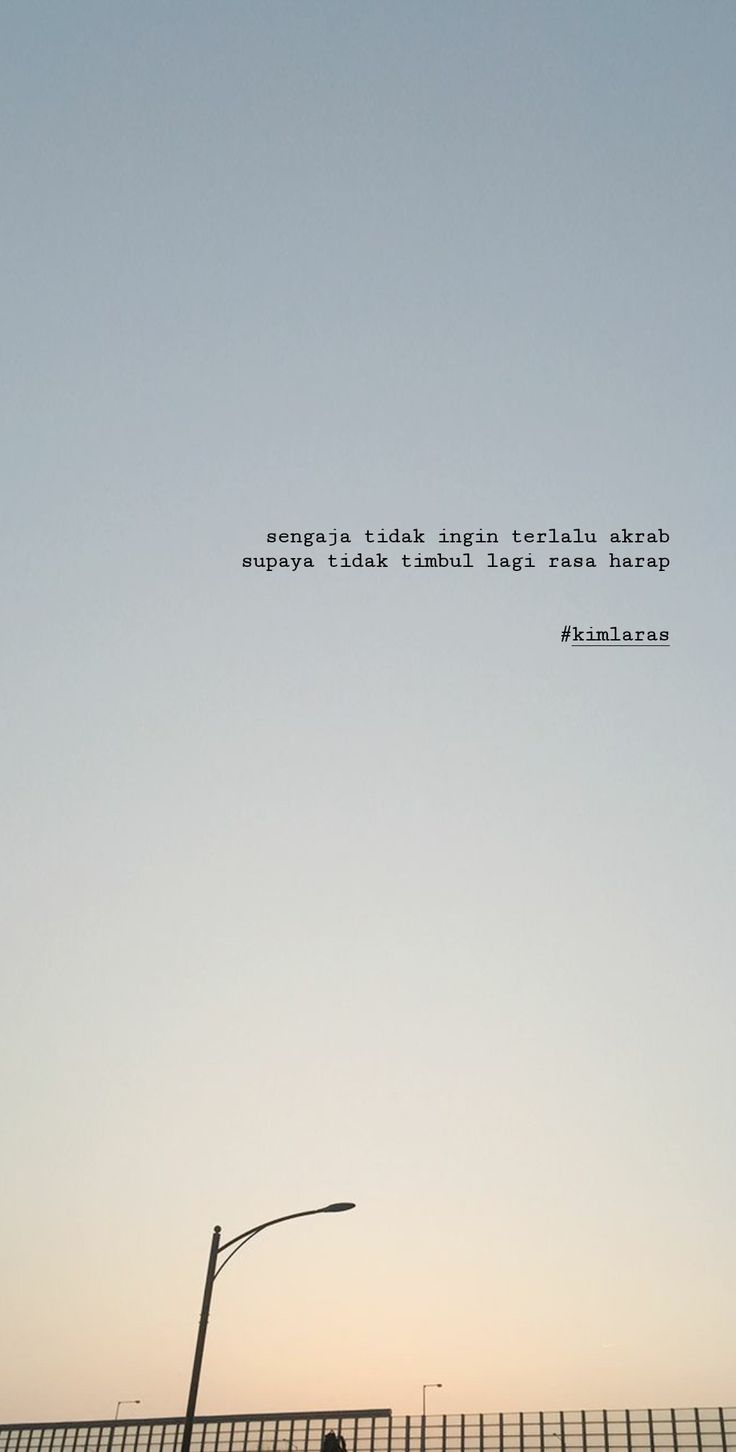 sengaja tidak ingin terlalu akrab
supaya tidak timbul lagi rasa harap
#kimlaras